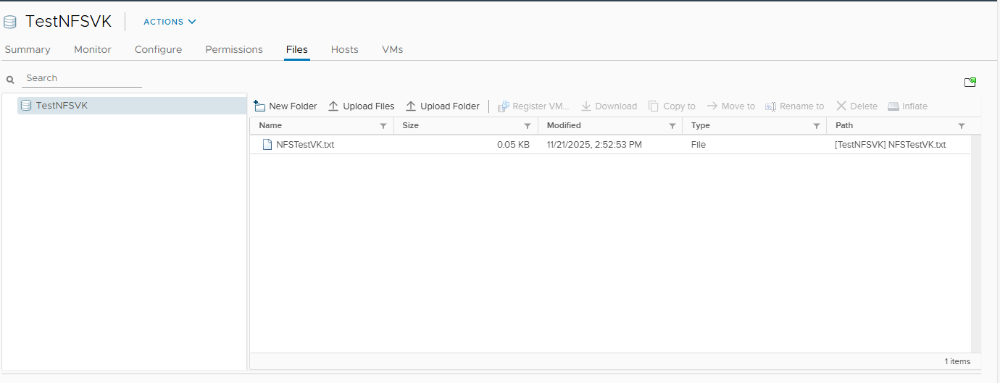 TestNFSVK ACTIONS
Summary Monitor Configure Permissions Files Hosts VMs
Search
TestNFSVK
New Folder Upload Files Upload Folder Register VM... Download Copy to Move to Rename to Delete Inflate
Name Size Modified Type Path
NFSTestVK.txt 0.05 KB 11/21/2025, 2:52:53 PM File [TestNFSVK] NFSTestVK.txt
1 items